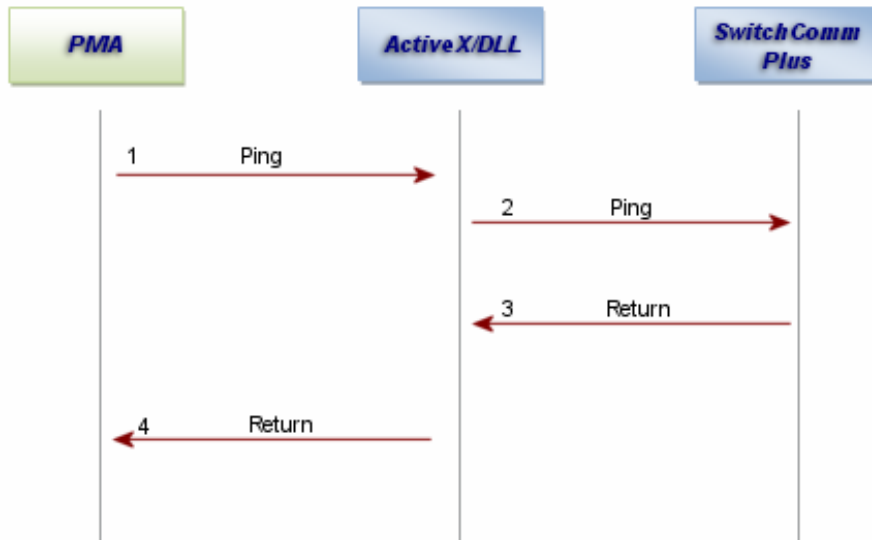 PMA
ActiveX/DLL
SwitchComm
Plus
1 Ping
2 Ping
3 Return
4 Return